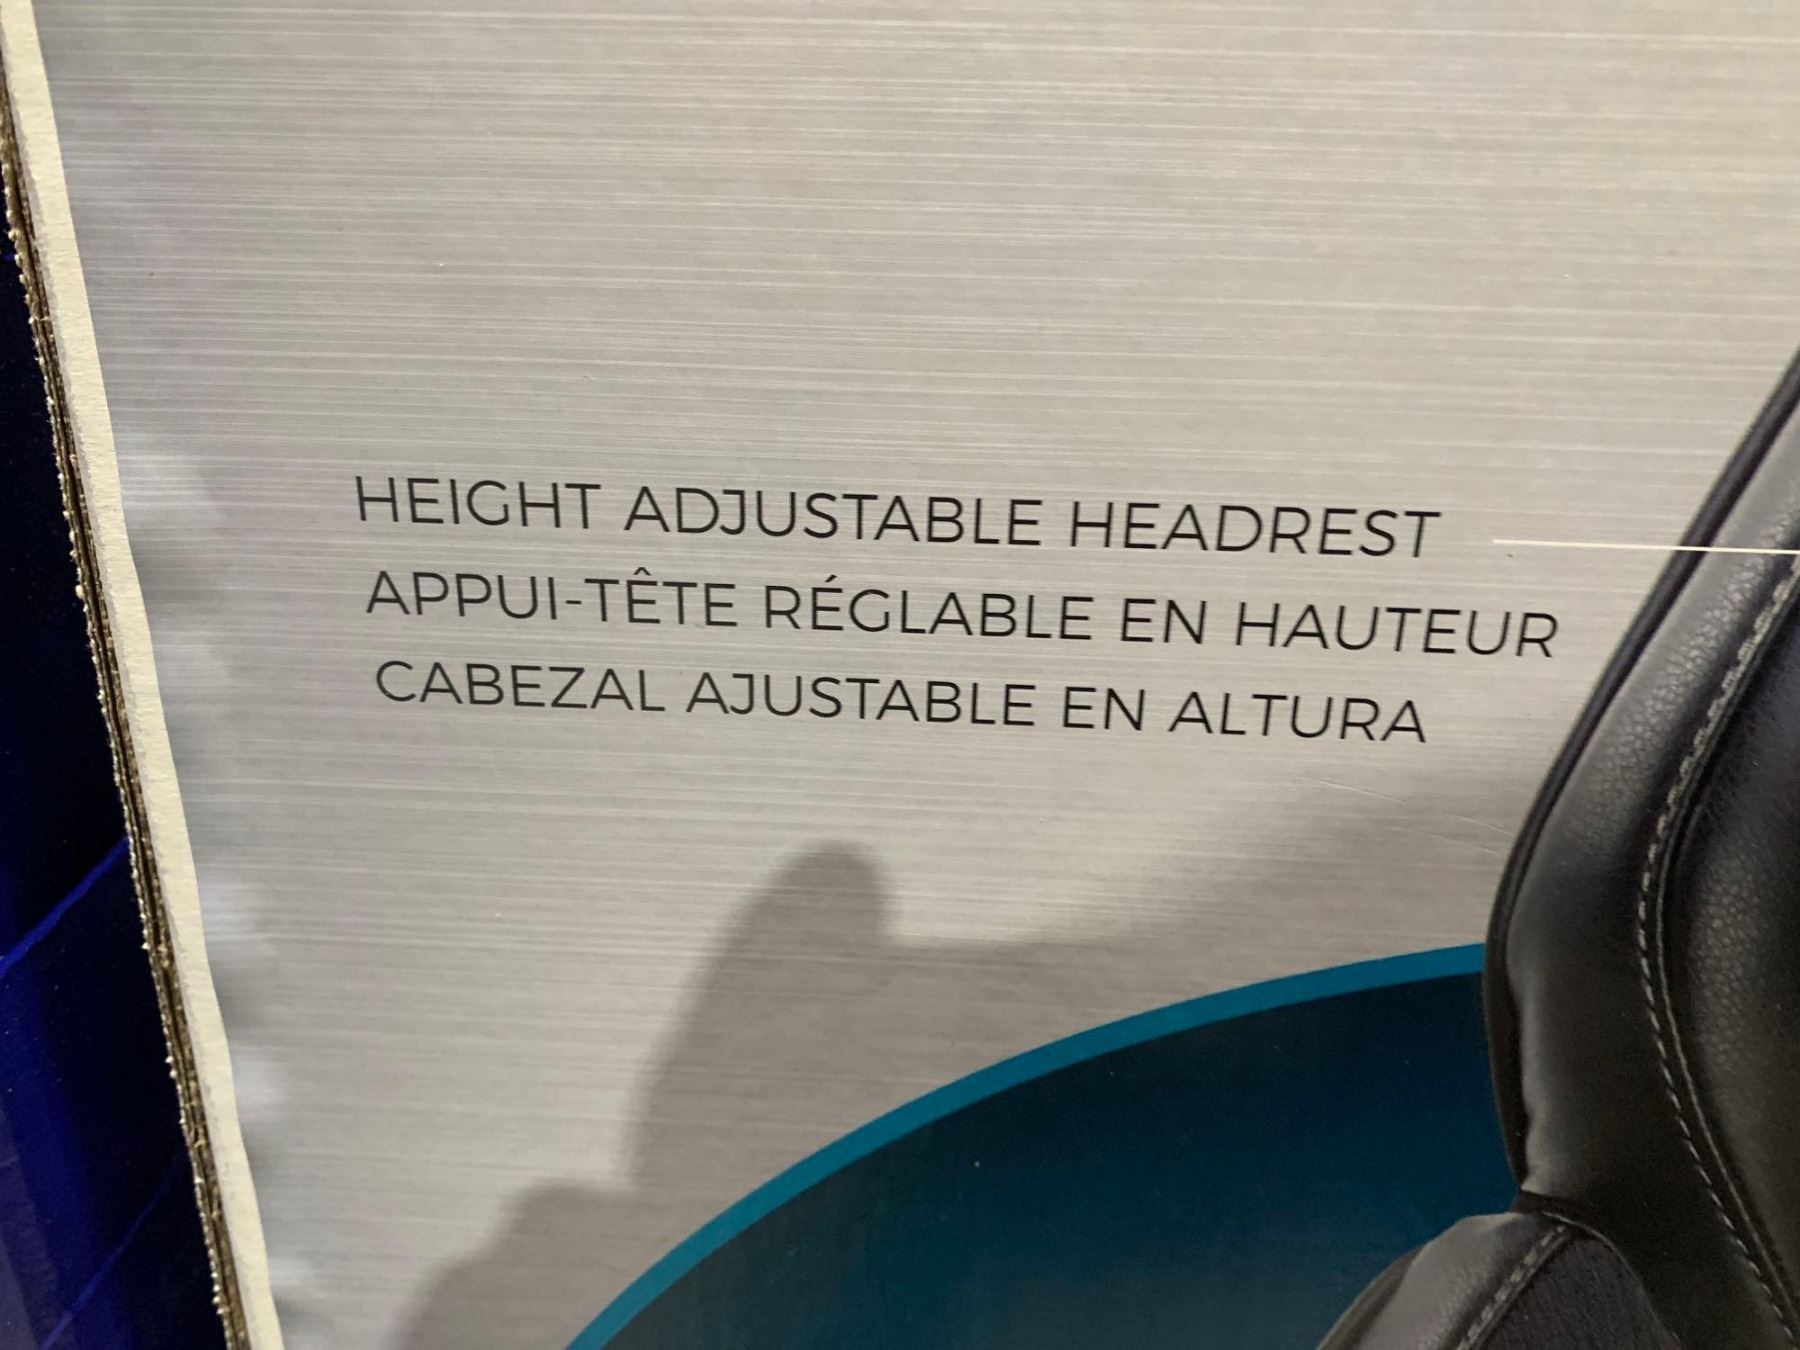 HEIGHT ADJUSTABLE HEADREST
APPUI-TÊTE RÉGLABLE EN HAUTEUR
CABEZAL AJUSTABLE EN ALTURA